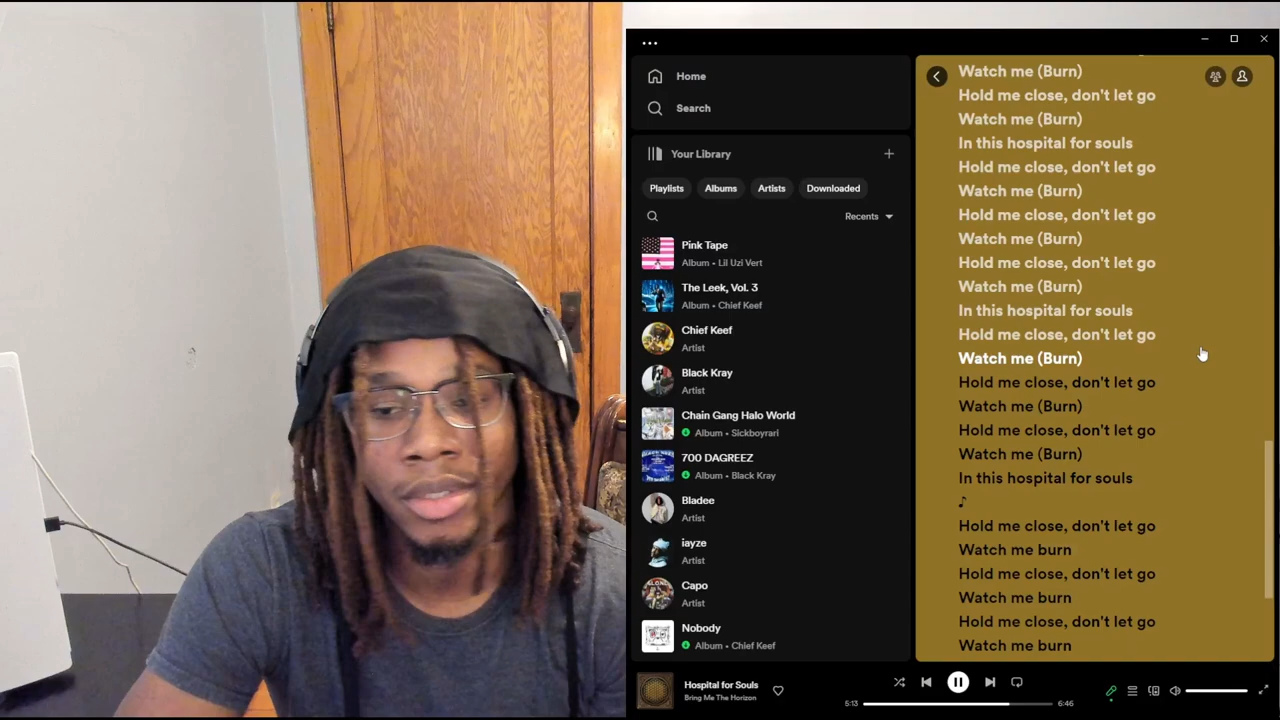 Home
Search
Your Library
Playlists
Albums
Artists
Downloaded
Recents
Pink Tape
Album • Lil Uzi Vert
The Leek, Vol. 3
Album • Chief Keef
Chief Keef
Artist
Black Kray
Artist
Chain Gang Halo World
Album • Sickboyrari
700 DAGREEZ
Album • Black Kray
Bladee
Artist
iayze
Artist
Capo
Artist
Nobody
Album • Chief Keef
Watch me (Burn)
Hold me close, don't let go
Watch me (Burn)
In this hospital for souls
Hold me close, don't let go
Watch me (Burn)
Hold me close, don't let go
Watch me (Burn)
Hold me close, don't let go
Watch me (Burn)
In this hospital for souls
Hold me close, don't let go
Watch me (Burn)
Hold me close, don't let go
Watch me (Burn)
Hold me close, don't let go
Watch me (Burn)
In this hospital for souls
♪
Hold me close, don't let go
Watch me burn
Hold me close, don't let go
Watch me burn
Hold me close, don't let go
Watch me burn
Hospital for Souls
Bring Me The Horizon
5:13
6:46